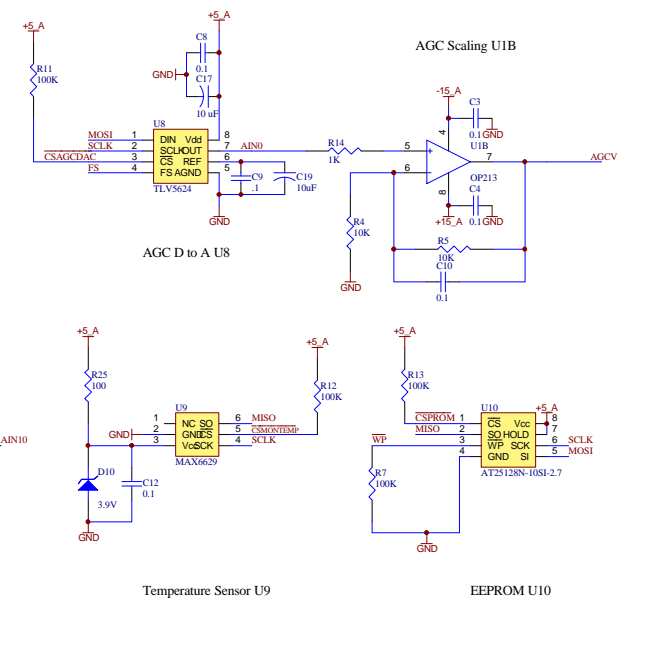 +5_A
+5_A
AGC Scaling U1B
R11
100K
C8
0.1
GND
C17
10 uF
-15_A
C3
0.1
GND
U8
MOSI 1 DIN Vdd 8
SCLK 2 SCLK OUT 7 AIN0
CSAGCDAC 3 CS REF 6
FS 4 FS AGND 5
TLV5624
C9
.1
C19
10uF
GND
R14
1K
5
6
4
U1B
7
AGCV
OP213
8
C4
0.1
GND
+15_A
R4
10K
GND
R5
10K
C10
0.1
AGC D to A U8
+5_A
R25
100
+5_A
R12
100K
+5_A
R13
100K
U9
1 NC SO 6 MISO
GND 2 GND CS 5 CSMONTEMP
3 Vcc SCK 4 SCLK
MAX6629
AIN10
D10
3.9V
C12
0.1
GND
U10
+5_A
CSPROM 1 CS Vcc 8
MISO 2 SO HOLD 7
WP 3 WP SCK 6 SCLK
4 GND SI 5 MOSI
AT25128N-10SI-2.7
R7
100K
GND
Temperature Sensor U9
EEPROM U10